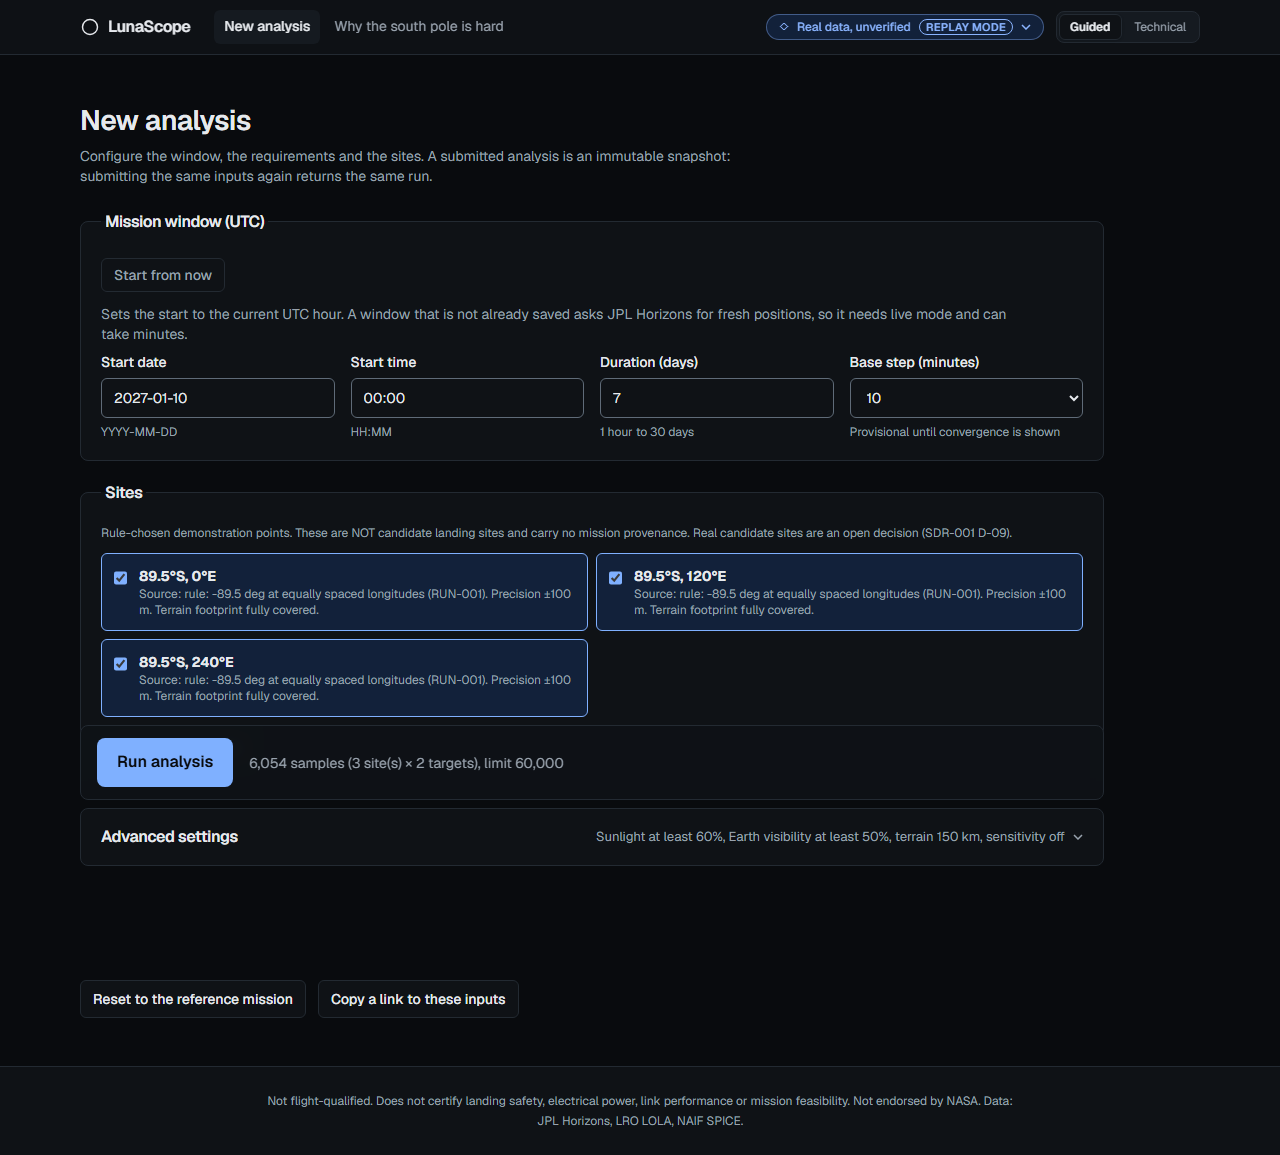 LunaScope New analysis Why the south pole is hard Real data, unverified REPLAY MODE Guided Technical
New analysis
Configure the window, the requirements and the sites. A submitted analysis is an immutable snapshot:
submitting the same inputs again returns the same run.
Mission window (UTC)
Start from now
Sets the start to the current UTC hour. A window that is not already saved asks JPL Horizons for fresh positions, so it needs live mode and can
take minutes.
Start date Start time Duration (days) Base step (minutes)
2027-01-10 00:00 7 10
YYYY-MM-DD HH:MM 1 hour to 30 days Provisional until convergence is shown
Sites
Rule-chosen demonstration points. These are NOT candidate landing sites and carry no mission provenance. Real candidate sites are an open decision (SDR-001 D-09).
89.5°S, 0°E
Source: rule: -89.5 deg at equally spaced longitudes (RUN-001). Precision ±100
m. Terrain footprint fully covered.
89.5°S, 120°E
Source: rule: -89.5 deg at equally spaced longitudes (RUN-001). Precision ±100
m. Terrain footprint fully covered.
89.5°S, 240°E
Source: rule: -89.5 deg at equally spaced longitudes (RUN-001). Precision ±100
m. Terrain footprint fully covered.
Run analysis 6,054 samples (3 site(s) × 2 targets), limit 60,000
Advanced settings Sunlight at least 60%, Earth visibility at least 50%, terrain 150 km, sensitivity off
Reset to the reference mission Copy a link to these inputs
Not flight-qualified. Does not certify landing safety, electrical power, link performance or mission feasibility. Not endorsed by NASA. Data:
JPL Horizons, LRO LOLA, NAIF SPICE.